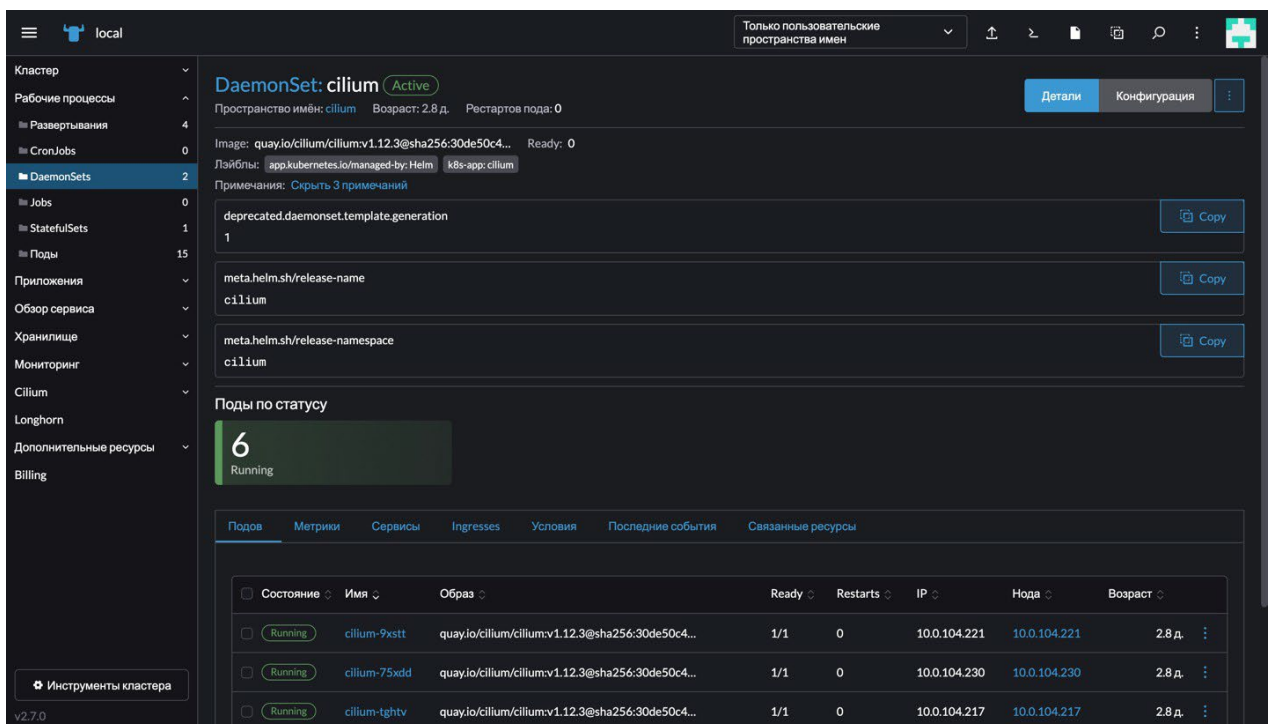 local
Только пользовательские
пространства имен
Кластер
Рабочие процессы
Развертывания 4
CronJobs 0
DaemonSets 2
Jobs 0
StatefulSets 1
Поды 15
Приложения
Обзор сервиса
Хранилище
Мониторинг
Cilium
Longhorn
Дополнительные ресурсы
Billing
Инструменты кластера
v2.7.0
DaemonSet: cilium Active
Пространство имён: cilium Возраст: 2.8 д. Рестартов пода: 0
Детали Конфигурация
Image: quay.io/cilium/cilium:v1.12.3@sha256:30de50c4... Ready: 0
Лэйблы: app.kubernetes.io/managed-by: Helm k8s-app: cilium
Примечания: Скрыть 3 примечаний
deprecated.daemonset.template.generation Copy
1
meta.helm.sh/release-name Copy
cilium
meta.helm.sh/release-namespace Copy
cilium
Поды по статусу
6
Running
Подов Метрики Сервисы Ingresses Условия Последние события Связанные ресурсы
Состояние Имя Образ Ready Restarts IP Нода Возраст
Running cilium-9xstt quay.io/cilium/cilium:v1.12.3@sha256:30de50c4... 1/1 0 10.0.104.221 10.0.104.221 2.8 д.
Running cilium-75xdd quay.io/cilium/cilium:v1.12.3@sha256:30de50c4... 1/1 0 10.0.104.230 10.0.104.230 2.8 д.
Running cilium-tghtv quay.io/cilium/cilium:v1.12.3@sha256:30de50c4... 1/1 0 10.0.104.217 10.0.104.217 2.8 д.